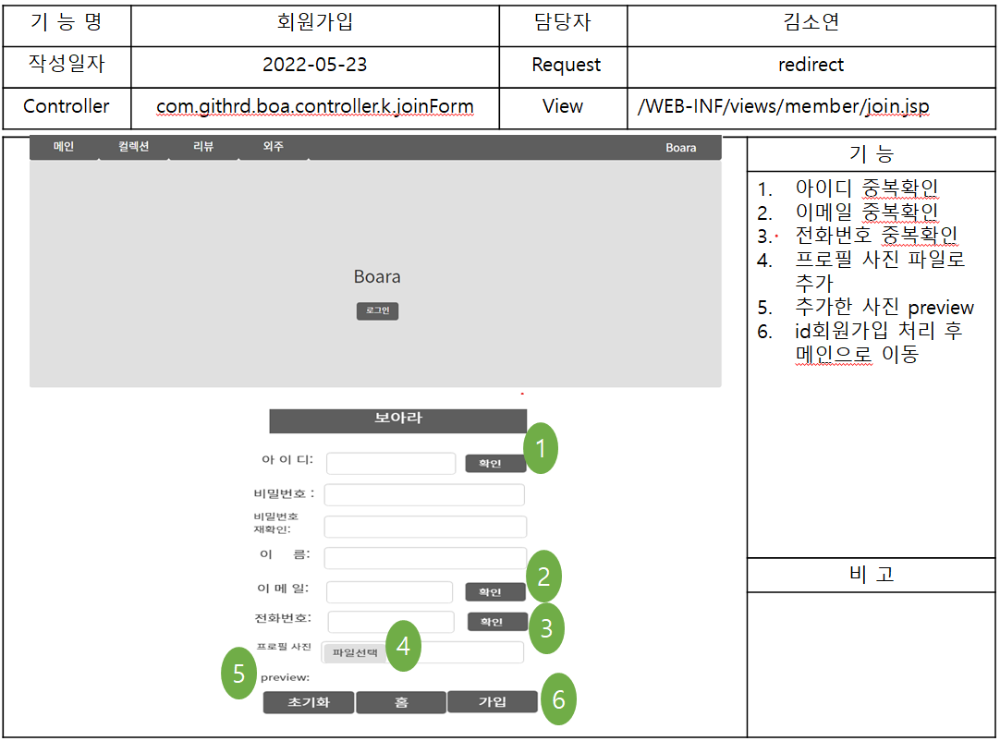 기 능 명 회원가입 담당자 김소연
작성일자 2022-05-23 Request redirect
Controller com.githrd.boa.controller.k.joinForm View /WEB-INF/views/member/join.jsp
메인 컬렉션 리뷰 외주 Boara
Boara
로그인
보아라
아 이 디: 확인 1
비밀번호 :
비밀번호
재확인:
이 름:
이 메 일: 확인 2
전화번호: 확인 3
프로필 사진 파일선택 4
5 preview:
초기화 홈 가입 6
기 능
1. 아이디 중복확인
2. 이메일 중복확인
3. 전화번호 중복확인
4. 프로필 사진 파일로
추가
5. 추가한 사진 preview
6. id회원가입 처리 후
메인으로 이동
비 고